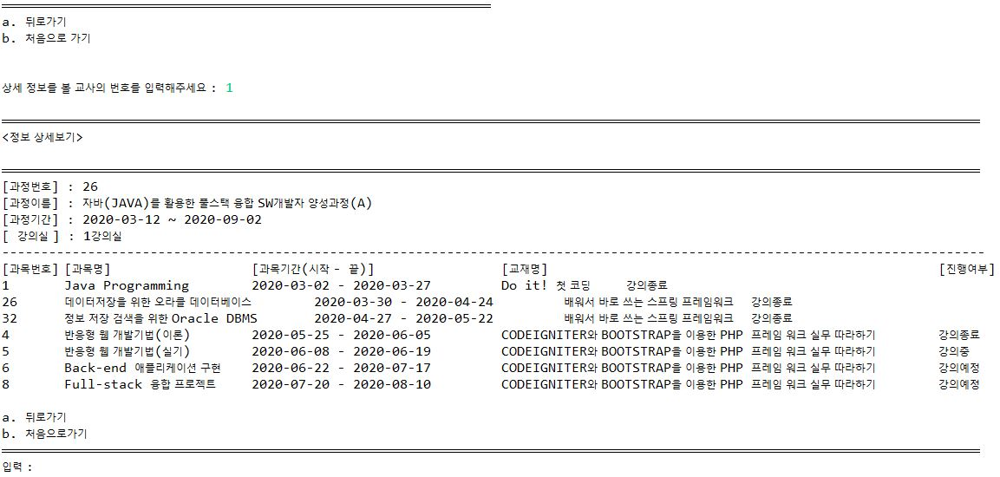 a. 뒤로가기
b. 처음으로 가기
상세 정보를 볼 교사의 번호를 입력해주세요 : 1
<정보 상세보기>
[과정번호] : 26
[과정이름] : 자바(JAVA)를 활용한 풀스택 융합 SW개발자 양성과정(A)
[과정기간] : 2020-03-12 ~ 2020-09-02
[ 강의실 ] : 1강의실
[과목번호] [과목명] [과목기간(시작 - 끝)] [교재명] [진행여부]
1 Java Programming 2020-03-02 - 2020-03-27 Do it! 첫 코딩 강의종료
26 데이터저장을 위한 오라클 데이터베이스 2020-03-30 - 2020-04-24 배워서 바로 쓰는 스프링 프레임워크 강의종료
32 정보 저장 검색을 위한 Oracle DBMS 2020-04-27 - 2020-05-22 배워서 바로 쓰는 스프링 프레임워크 강의종료
4 반응형 웹 개발기법(이론) 2020-05-25 - 2020-06-05 CODEIGNITER와 BOOTSTRAP을 이용한 PHP 프레임 워크 실무 따라하기 강의종료
5 반응형 웹 개발기법(실기) 2020-06-08 - 2020-06-19 CODEIGNITER와 BOOTSTRAP을 이용한 PHP 프레임 워크 실무 따라하기 강의중
6 Back-end 애플리케이션 구현 2020-06-22 - 2020-07-17 CODEIGNITER와 BOOTSTRAP을 이용한 PHP 프레임 워크 실무 따라하기 강의예정
8 Full-stack 융합 프로젝트 2020-07-20 - 2020-08-10 CODEIGNITER와 BOOTSTRAP을 이용한 PHP 프레임 워크 실무 따라하기 강의예정
a. 뒤로가기
b. 처음으로가기
입력 :